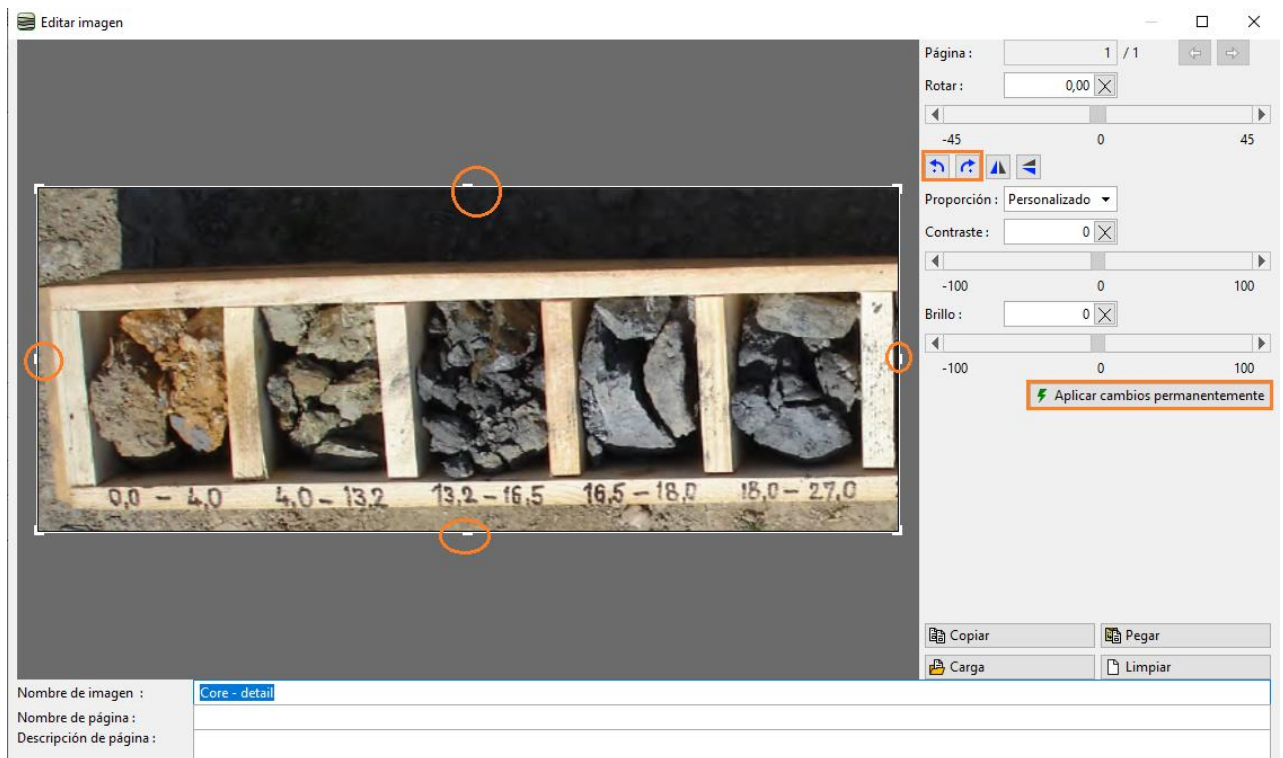 Editar imagen
Página : 1 / 1
Rotar : 0,00
-45 0 45
Proporción : Personalizado
Contraste : 0
-100 0 100
Brillo : 0
-100 0 100
Aplicar cambios permanentemente
0,0 - 4,0 4,0 - 13,2 13,2 - 16,5 16,5 - 18,0 18,0 - 27,0
Copiar Pegar
Carga Limpiar
Nombre de imagen : Core - detail
Nombre de página :
Descripción de página :